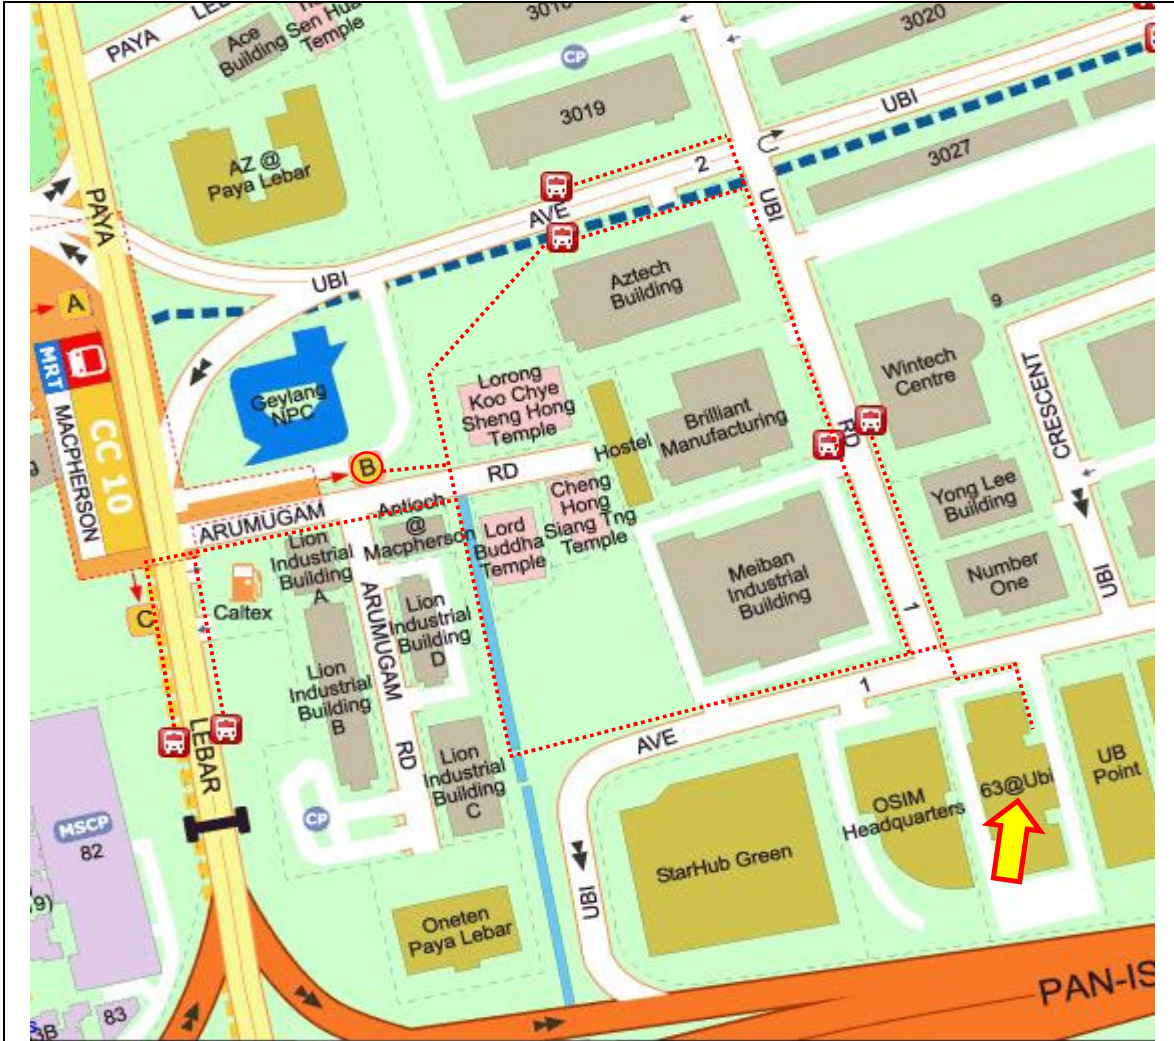 PAYA
LEB
Ace
Building
Sen Hua
Temple
3018
CP
3020
3019
UBI
3027
AZ @
Paya Lebar
PAYA
2
AVE
UBI
UBI
Aztech
Building
A
9
MRT
MACPHERSON
CC 10
Geylang
NPC
Lorong
Koo Chye
Sheng Hong
Temple
Hostel
Brilliant
Manufacturing
Wintech
Centre
CRESCENT
RD
B
RD
ARUMUGAM
Antioch
@
Macpherson
Lord
Buddha
Temple
Cheng
Hong
Siang Tng
Temple
Yong Lee
Building
Number
One
UBI
Meiban
Industrial
Building
Lion
Industrial
Building
A
C
Caltex
ARUMUGAM
RD
Lion
Industrial
Building
D
Lion
Industrial
Building
B
Lion
Industrial
Building
C
1
1
AVE
UBI
LEBAR
CP
MSCP
82
StarHub Green
OSIM
Headquarters
63@Ubi
UB
Point
Oneten
Paya Lebar
9)
83
3B
PAN-IS